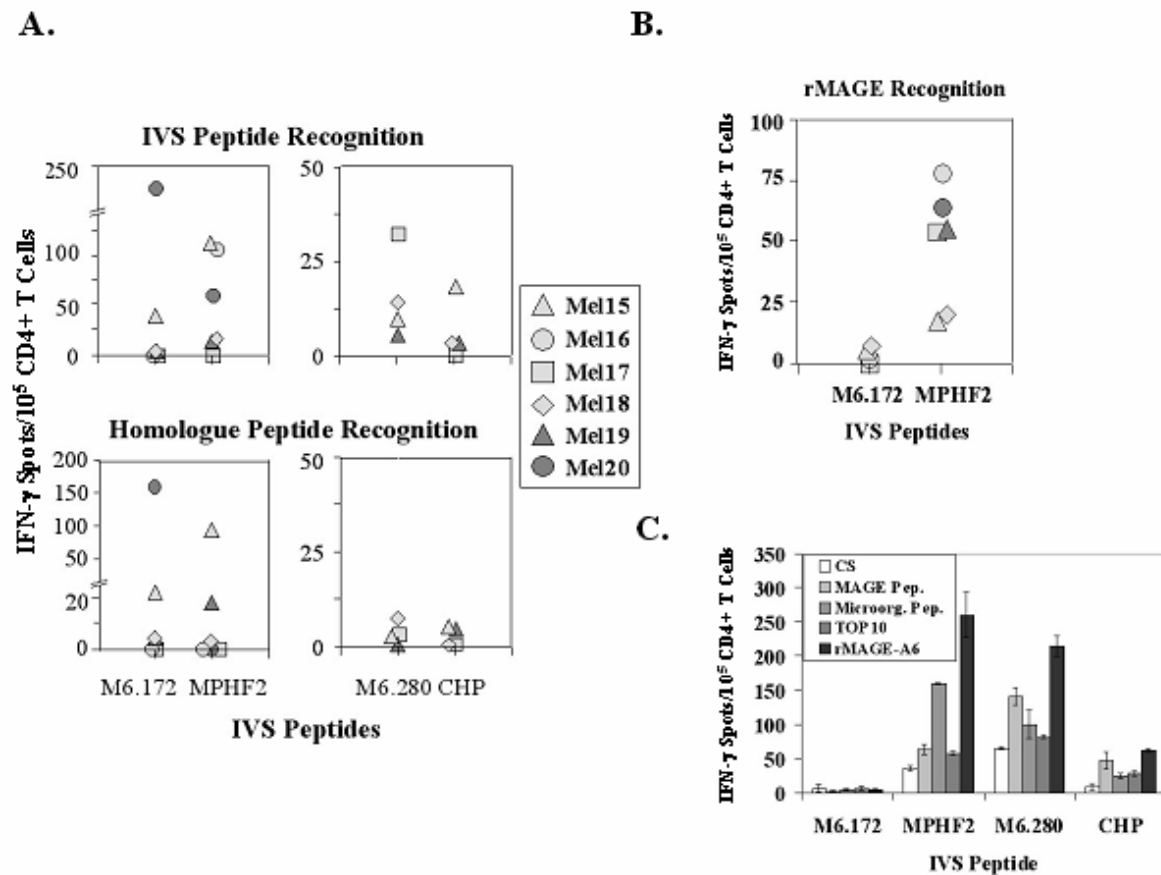 A.
IVS Peptide Recognition
250
100
50
0
50
25
0
Homologue Peptide Recognition
200
150
100
50
20
0
50
25
0
IFN-γ Spots/10⁵ CD4+ T Cells
M6.172 MPHF2
M6.280 CHP
IVS Peptides
Mel15
Mel16
Mel17
Mel18
Mel19
Mel20
B.
rMAGE Recognition
IFN-γ Spots/10⁵ CD4+ T Cells
100
75
50
25
0
M6.172 MPHF2
IVS Peptides
C.
IFN-γ Spots/10⁵ CD4+ T Cells
350
300
250
200
150
100
50
0
CS
MAGE Pep.
Microorg. Pep.
TOP10
rMAGE-A6
M6.172 MPHF2 M6.280 CHP
IVS Peptide